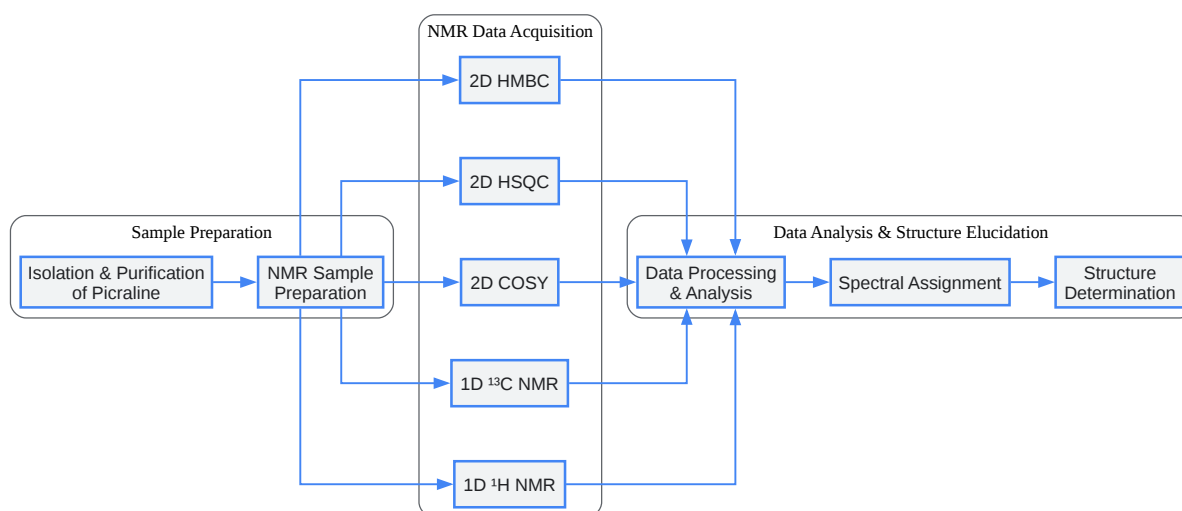 NMR Data Acquisition
2D HMBC
2D HSQC
Sample Preparation
Data Analysis & Structure Elucidation
Isolation & Purification
of Picraline
NMR Sample
Preparation
2D COSY
Data Processing
& Analysis
Spectral Assignment
Structure
Determination
1D ¹³C NMR
1D ¹H NMR